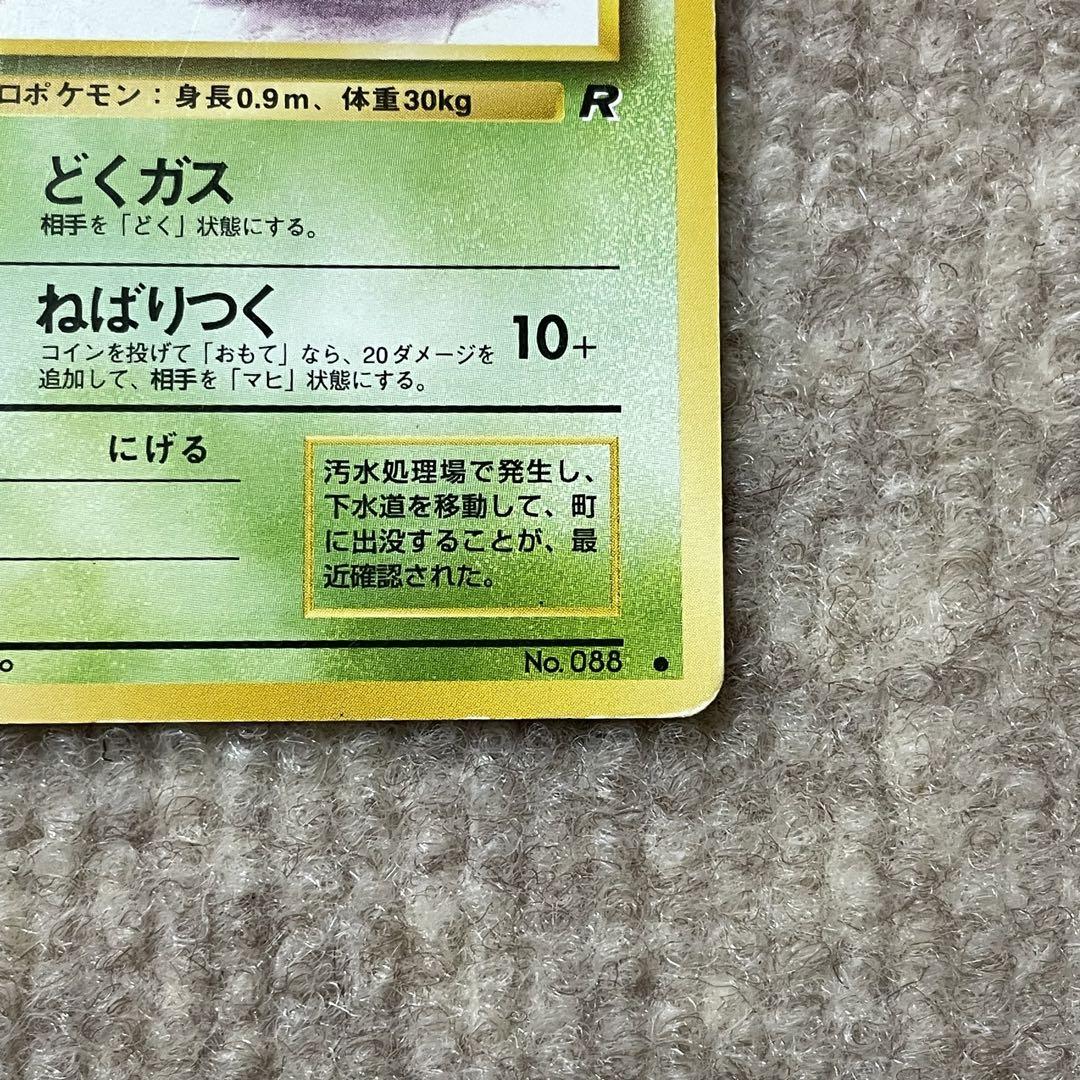 ロポケモン：身長0.9m、体重30kg R
どくガス
相手を「どく」状態にする。
ねばりつく
コインを投げて「おもて」なら、20ダメージを
追加して、相手を「マヒ」状態にする。
10+
にげる
汚水処理場で発生し、
下水道を移動して、町
に出没することが、最
近確認された。
。
No. 088 ●